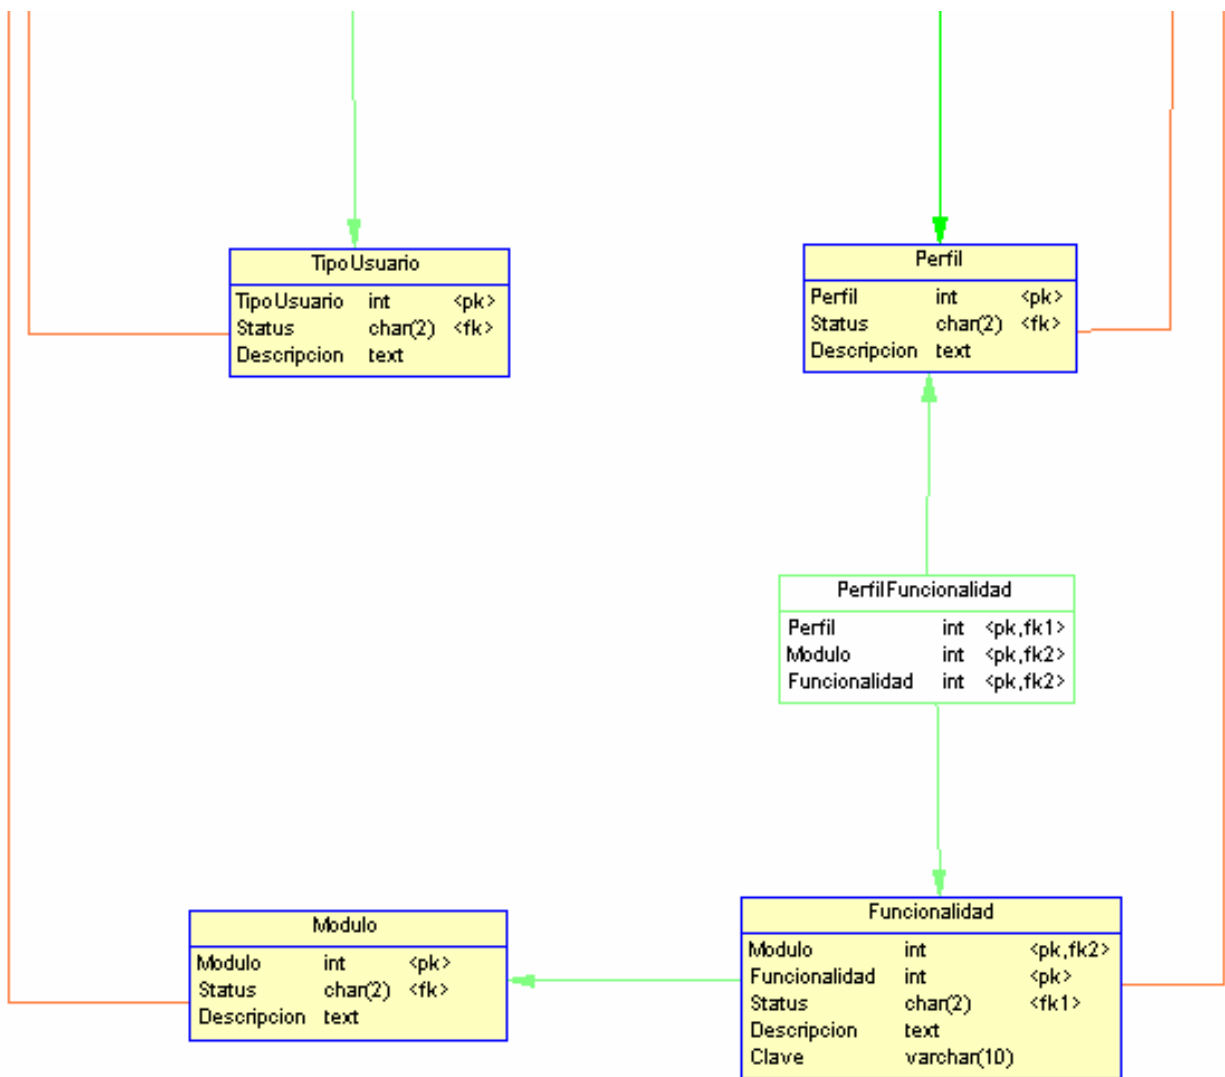 TipoUsuario
TipoUsuario int <pk>
Status char(2) <fk>
Descripcion text
Perfil
Perfil int <pk>
Status char(2) <fk>
Descripcion text
PerfilFuncionalidad
Perfil int <pk,fk1>
Modulo int <pk,fk2>
Funcionalidad int <pk,fk2>
Modulo
Modulo int <pk>
Status char(2) <fk>
Descripcion text
Funcionalidad
Modulo int <pk,fk2>
Funcionalidad int <pk>
Status char(2) <fk1>
Descripcion text
Clave varchar(10)